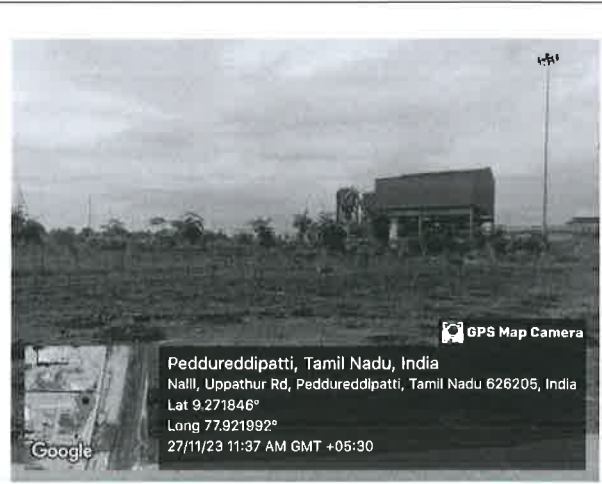 GPS Map Camera
Peddureddipatti, Tamil Nadu, India
Nalli, Uppathur Rd, Peddureddipatti, Tamil Nadu 626205, India
Lat 9.271846°
Long 77.921992°
27/11/23 11:37 AM GMT +05:30
Google